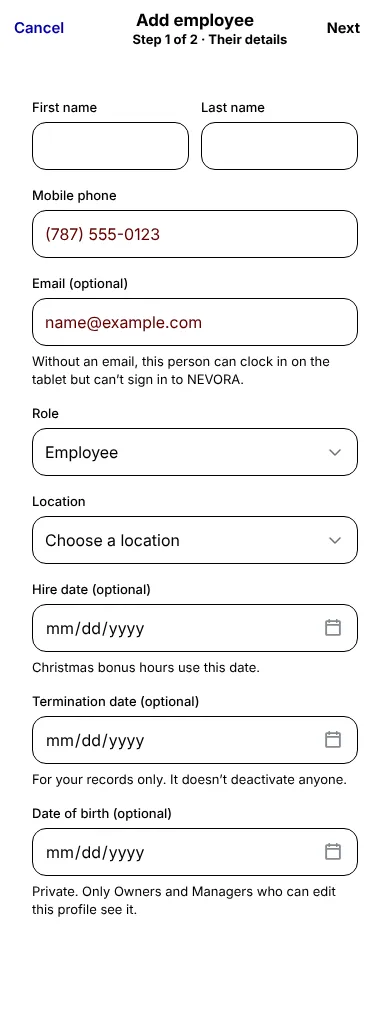 Cancel
Add employee
Next
Step 1 of 2 · Their details
First name
Last name
Mobile phone
(787) 555-0123
Email (optional)
name@example.com
Without an email, this person can clock in on the
tablet but can’t sign in to NEVORA.
Role
Employee
Location
Choose a location
Hire date (optional)
mm/dd/yyyy
Christmas bonus hours use this date.
Termination date (optional)
mm/dd/yyyy
For your records only. It doesn’t deactivate anyone.
Date of birth (optional)
mm/dd/yyyy
Private. Only Owners and Managers who can edit
this profile see it.